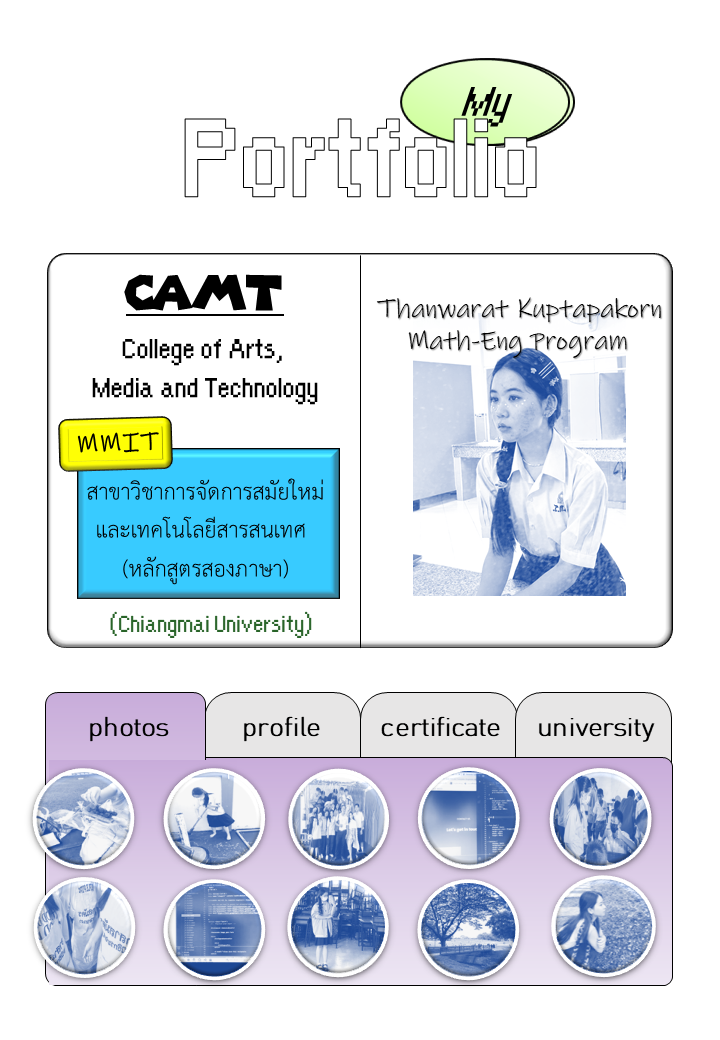 My
Portfolio
CAMT
College of Arts,
Media and Technology
MMIT
สาขาวิชาการจัดการสมัยใหม่
และเทคโนโลยีสารสนเทศ
(หลักสูตรสองภาษา)
(Chiangmai University)
Thanwarat Kuptapakorn
Math-Eng Program
photos
profile
certificate
university